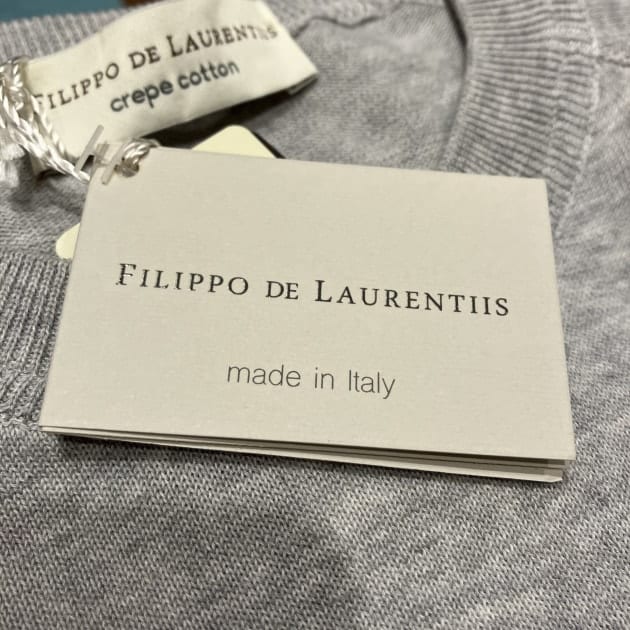 FILIPPO DE LAURENTIIS
crepe cotton
FILIPPO DE LAURENTIIS
made in Italy